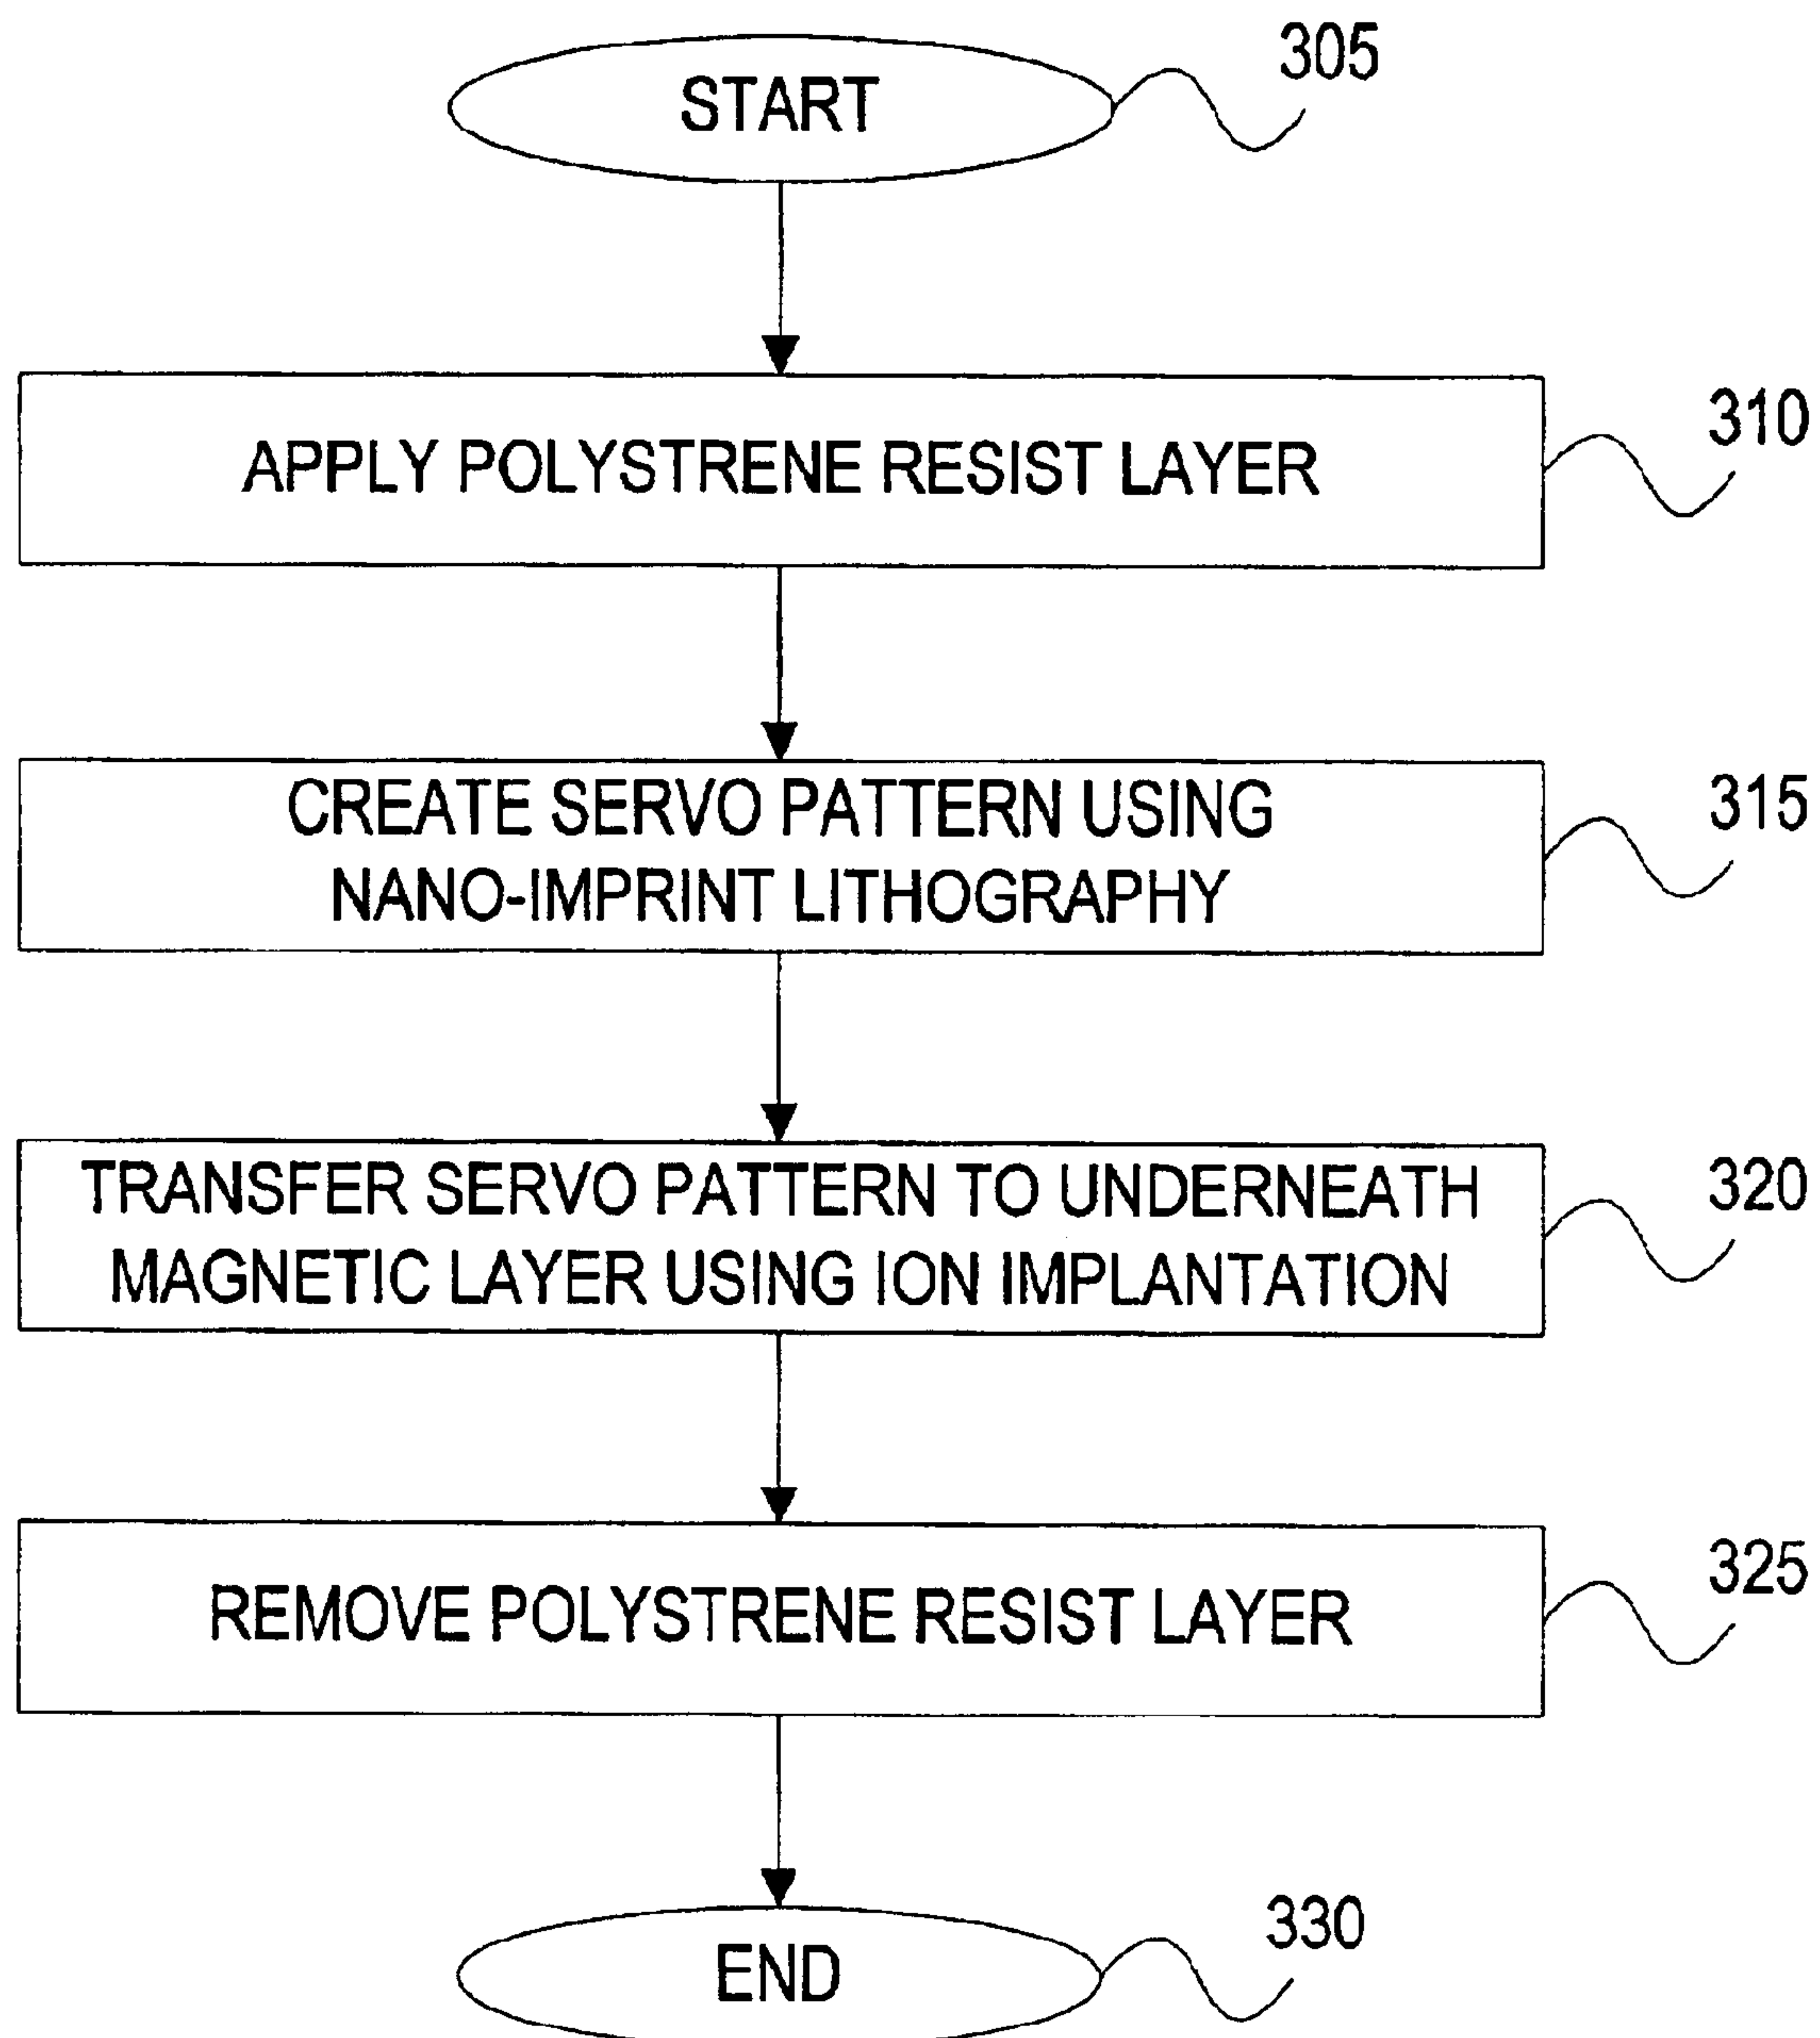 START
305
APPLY POLYSTRENE RESIST LAYER
310
CREATE SERVO PATTERN USING
NANO-IMPRINT LITHOGRAPHY
315
TRANSFER SERVO PATTERN TO UNDERNEATH
MAGNETIC LAYER USING ION IMPLANTATION
320
REMOVE POLYSTRENE RESIST LAYER
325
END
330